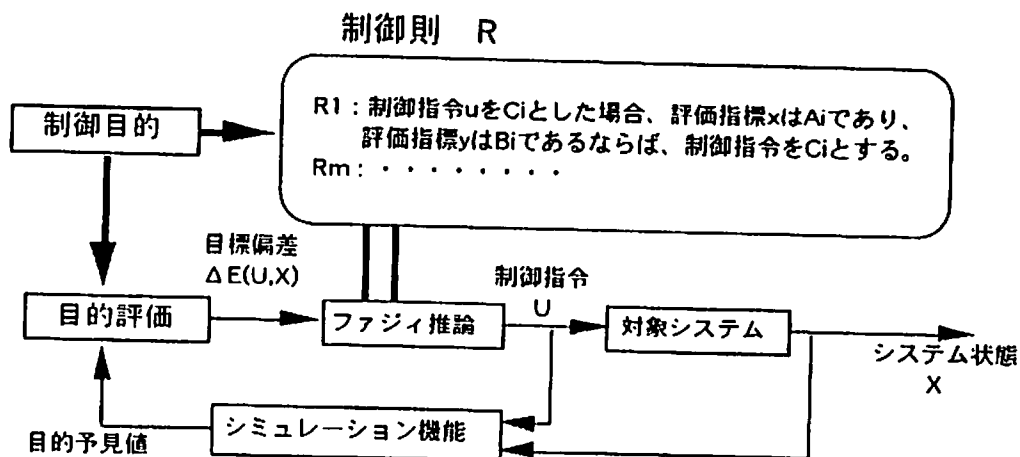 制御則 R
制御目的
R1：制御指令uをCiとした場合、評価指標xはAiであり、
評価指標yはBiであるならば、制御指令をCiとする。
Rm：・・・・・・・・
目標偏差
ΔE(U,X)
制御指令
U
目的評価
ファジィ推論
対象システム
システム状態
X
シミュレーション機能
目的予見値